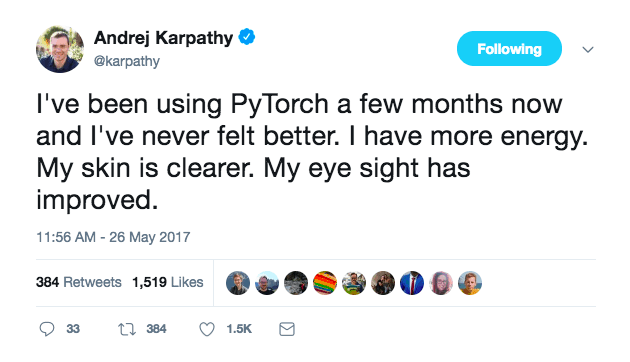 Andrej Karpathy
@karpathy
Following
I've been using PyTorch a few months now
and I've never felt better. I have more energy.
My skin is clearer. My eye sight has
improved.
11:56 AM - 26 May 2017
384 Retweets 1,519 Likes
33 384 1.5K